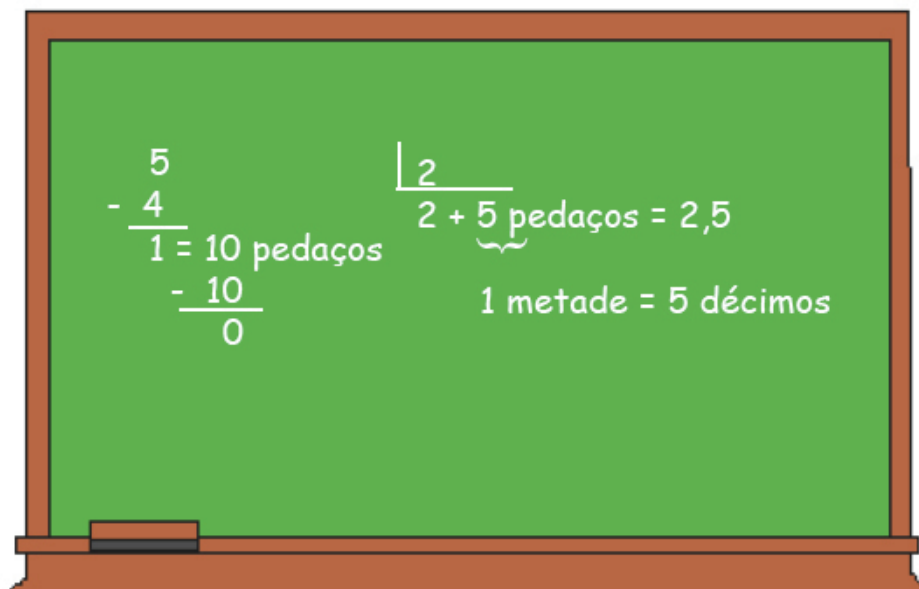 5 2
- 4 2 + 5 pedaços = 2,5
1 = 10 pedaços
- 10 1 metade = 5 décimos
0